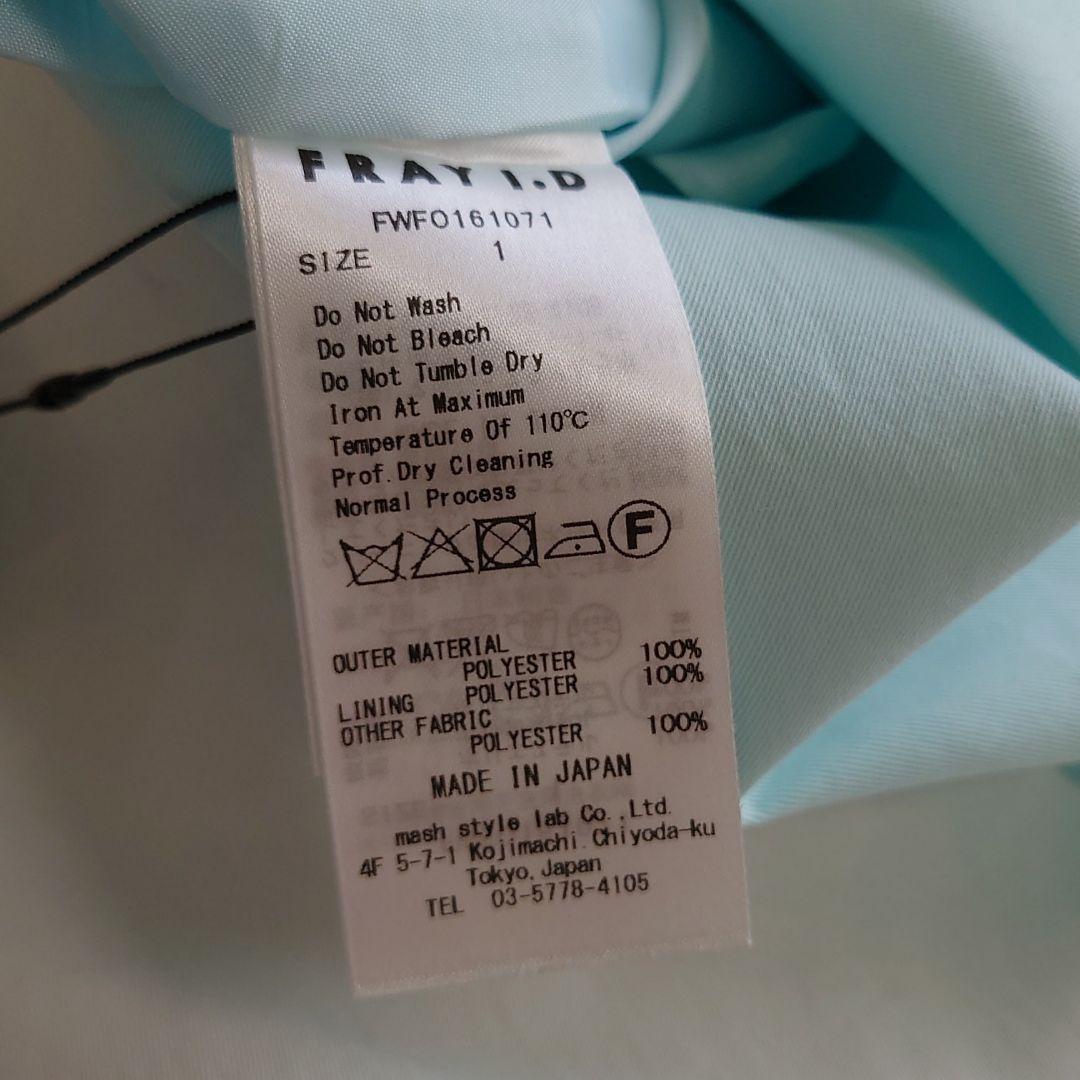 FRAY I.D
FWFO161071
SIZE 1
Do Not Wash
Do Not Bleach
Do Not Tumble Dry
Iron At Maximum
Temperature Of 110℃
Prof.Dry Cleaning
Normal Process
F
OUTER MATERIAL
POLYESTER 100%
LINING POLYESTER 100%
OTHER FABRIC
POLYESTER 100%
MADE IN JAPAN
mash style lab Co.,Ltd.
4F 5-7-1 Kojimachi Chiyoda-ku
Tokyo, Japan
TEL 03-5778-4105